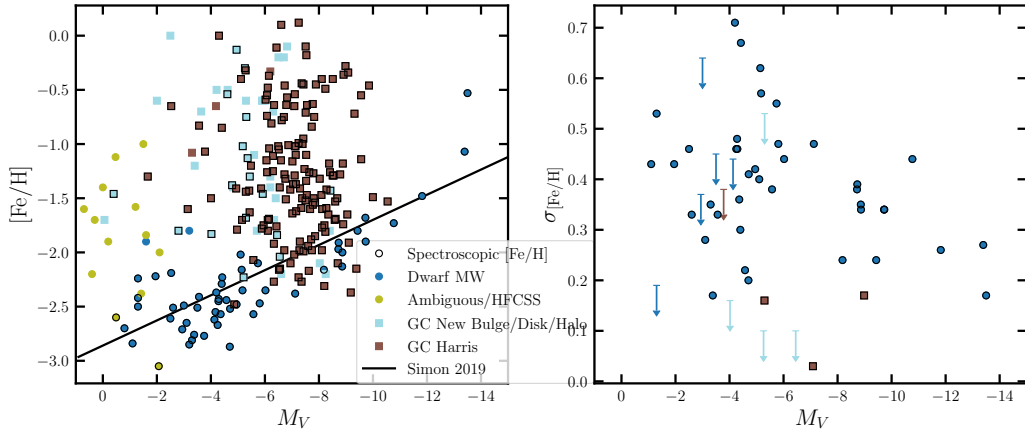 0.0
−0.5
−1.0
−1.5
−2.0
−2.5
−3.0
[Fe/H]
0 −2 −4 −6 −8 −10 −12 −14
M_V
Spectroscopic [Fe/H]
Dwarf MW
Ambiguous/HFCSS
GC New Bulge/Disk/Halo
GC Harris
Simon 2019
0.7
0.6
0.5
0.4
0.3
0.2
0.1
0.0
σ[Fe/H]
0 −2 −4 −6 −8 −10 −12 −14
M_V